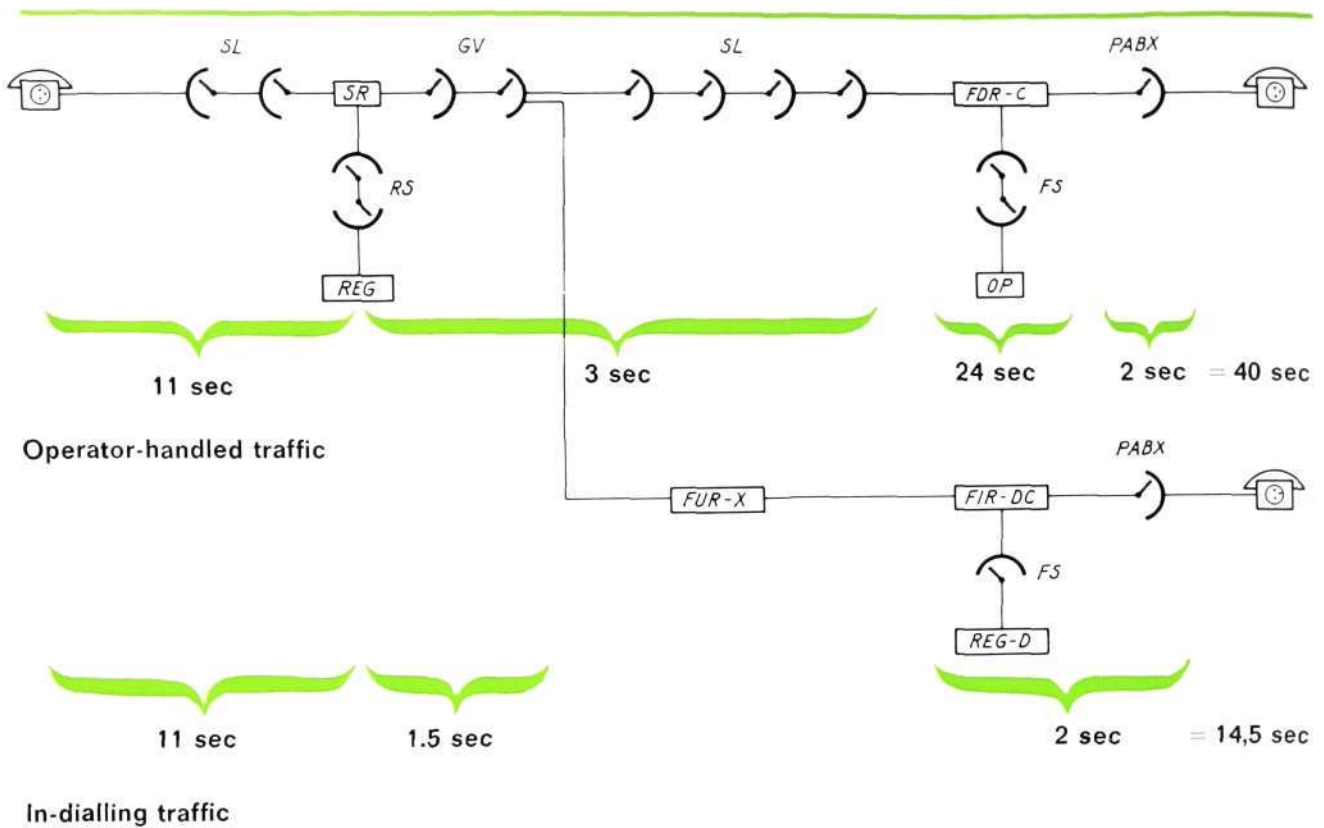 SL GV SL PABX
SR FDR-C
RS FS
REG OP
11 sec 3 sec 24 sec 2 sec = 40 sec
Operator-handled traffic
PABX
FUR-X FIR-DC
FS
REG-D
11 sec 1.5 sec 2 sec = 14,5 sec
In-dialling traffic